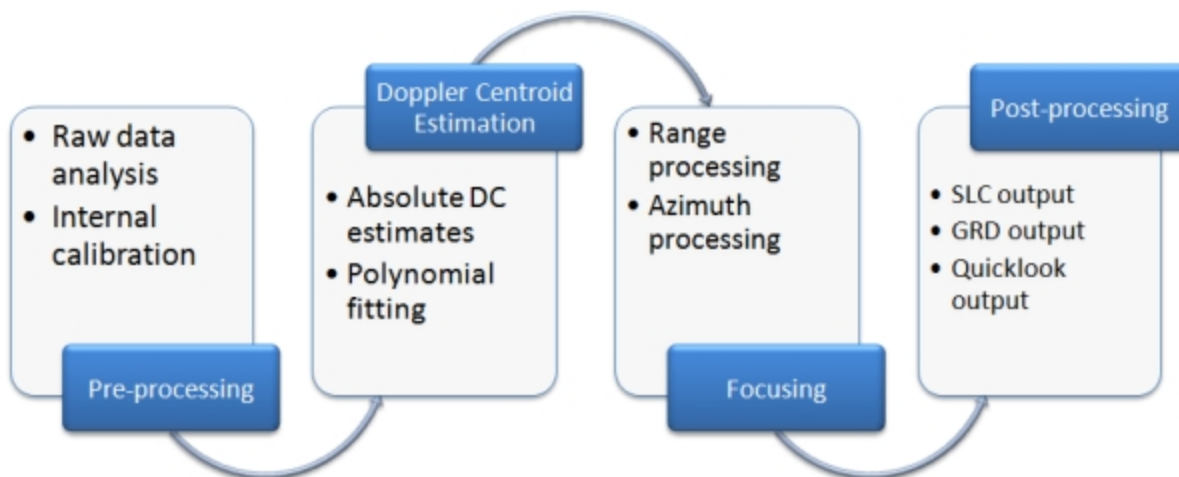 • Raw data
analysis
• Internal
calibration
Pre-processing
Doppler Centroid
Estimation
• Absolute DC
estimates
• Polynomial
fitting
• Range
processing
• Azimuth
processing
Focusing
Post-processing
• SLC output
• GRD output
• Quicklook
output